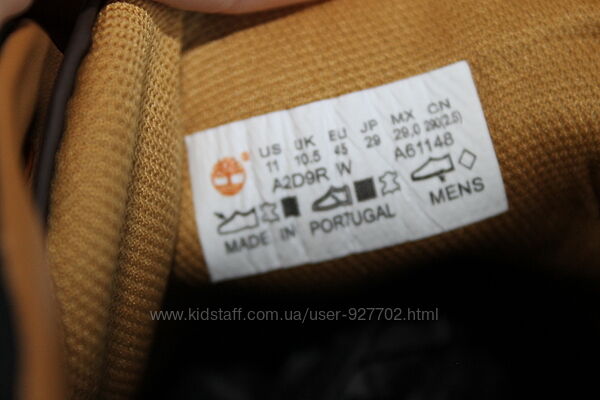 US UK EU JP MX CN
11 10.5 45 29 29.0 290(2.5)
A2D9R W A61148
MENS
MADE IN PORTUGAL
www.kidstaff.com.ua/user-927702.html